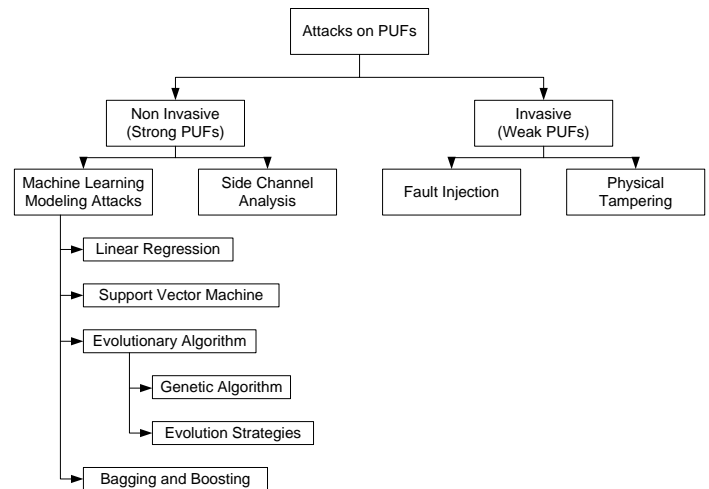 Attacks on PUFs
Non Invasive
(Strong PUFs)
Invasive
(Weak PUFs)
Machine Learning
Modeling Attacks
Side Channel
Analysis
Fault Injection
Physical
Tampering
Linear Regression
Support Vector Machine
Evolutionary Algorithm
Genetic Algorithm
Evolution Strategies
Bagging and Boosting